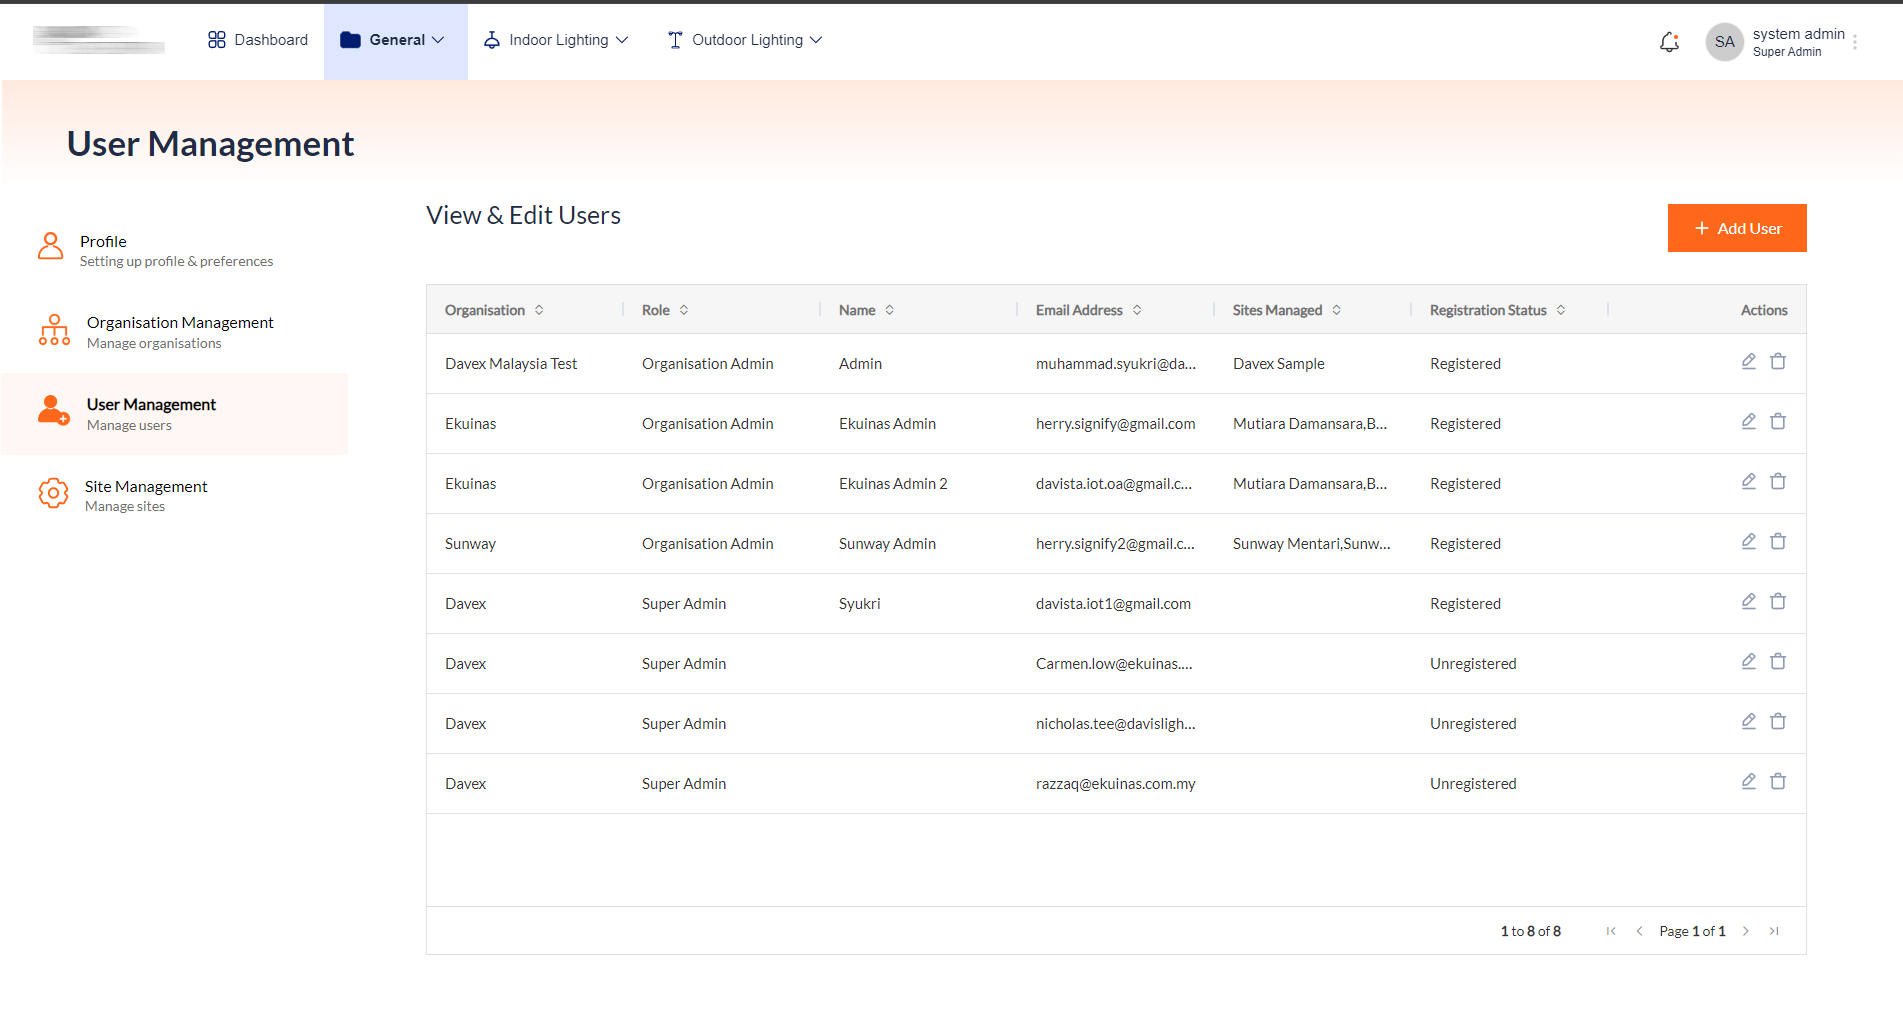 Dashboard
General
Indoor Lighting
Outdoor Lighting
SA
system admin
Super Admin
User Management
Profile
Setting up profile & preferences
Organisation Management
Manage organisations
User Management
Manage users
Site Management
Manage sites
View & Edit Users
+ Add User
Organisation Role Name Email Address Sites Managed Registration Status Actions
Davex Malaysia Test Organisation Admin Admin muhammad.syukri@da... Davex Sample Registered
Ekuinas Organisation Admin Ekuinas Admin herry.signify@gmail.com Mutiara Damansara,B... Registered
Ekuinas Organisation Admin Ekuinas Admin 2 davista.iot.oa@gmail.c... Mutiara Damansara,B... Registered
Sunway Organisation Admin Sunway Admin herry.signify2@gmail.c... Sunway Mentari,Sunw... Registered
Davex Super Admin Syukri davista.iot1@gmail.com Registered
Davex Super Admin Carmen.low@ekuinas.... Unregistered
Davex Super Admin nicholas.tee@davisligh... Unregistered
Davex Super Admin razzaq@ekuinas.com.my Unregistered
1 to 8 of 8 Page 1 of 1